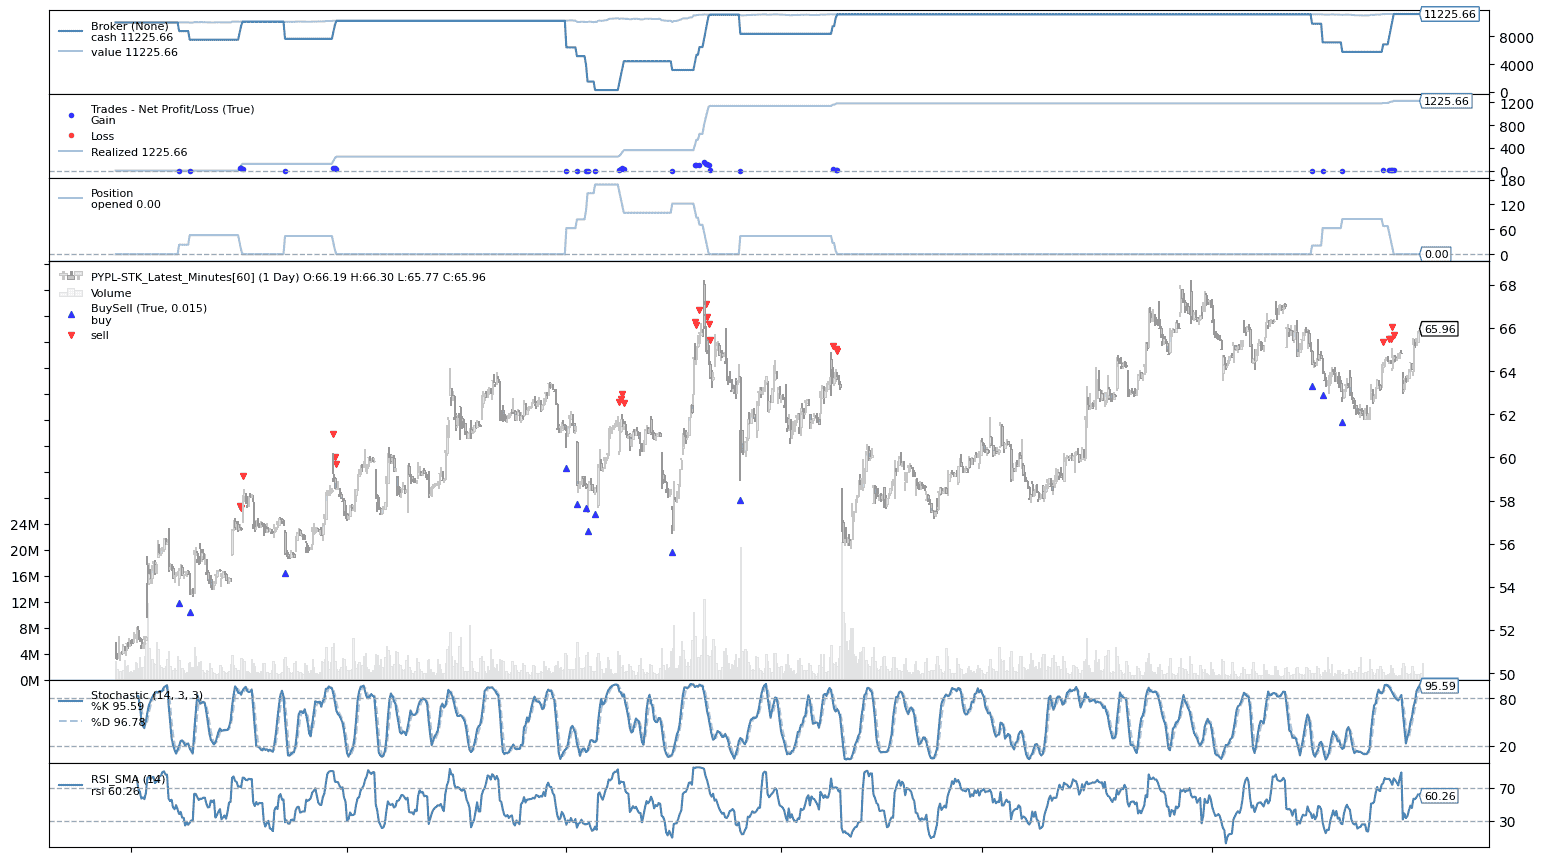 Broker (None)
cash 11225.66
value 11225.66
11225.66
8000
4000
0
Trades - Net Profit/Loss (True)
Gain
Loss
Realized 1225.66
1225.66
1200
800
400
0
Position
opened 0.00
180
120
60
0
0.00
PYPL-STK_Latest_Minutes[60] (1 Day) O:66.19 H:66.30 L:65.77 C:65.96
Volume
BuySell (True, 0.015)
buy
sell
68
66
65.96
64
62
60
58
56
54
52
50
24M
20M
16M
12M
8M
4M
0M
Stochastic (14, 3, 3)
%K 95.59
%D 96.78
95.59
80
20
RSI_SMA (14)
rsi 60.26
70
60.26
30